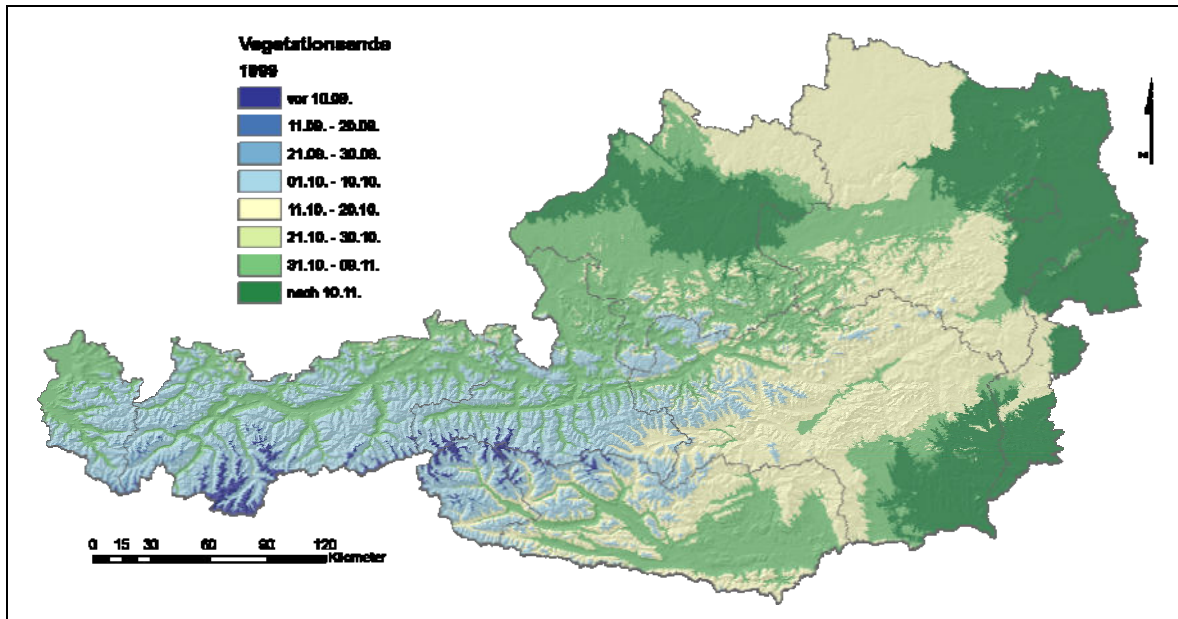 Vegetationsende
1999
vor 10.09.
11.09. - 20.09.
21.09. - 30.09.
01.10. - 10.10.
11.10. - 20.10.
21.10. - 30.10.
31.10. - 09.11.
nach 10.11.
N
0 15 30 60 90 120
Kilometer